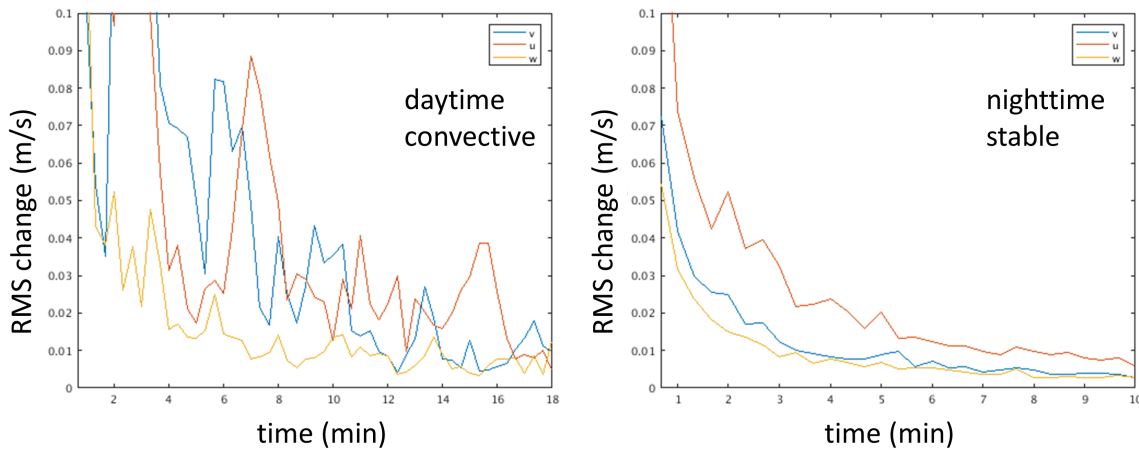 0.1
0.09
0.08
0.07
0.06
0.05
0.04
0.03
0.02
0.01
0
2
4
6
8
10
12
14
16
18
RMS change (m/s)
time (min)
v
u
w
daytime
convective
0.1
0.09
0.08
0.07
0.06
0.05
0.04
0.03
0.02
0.01
0
1
2
3
4
5
6
7
8
9
10
RMS change (m/s)
time (min)
v
u
w
nighttime
stable